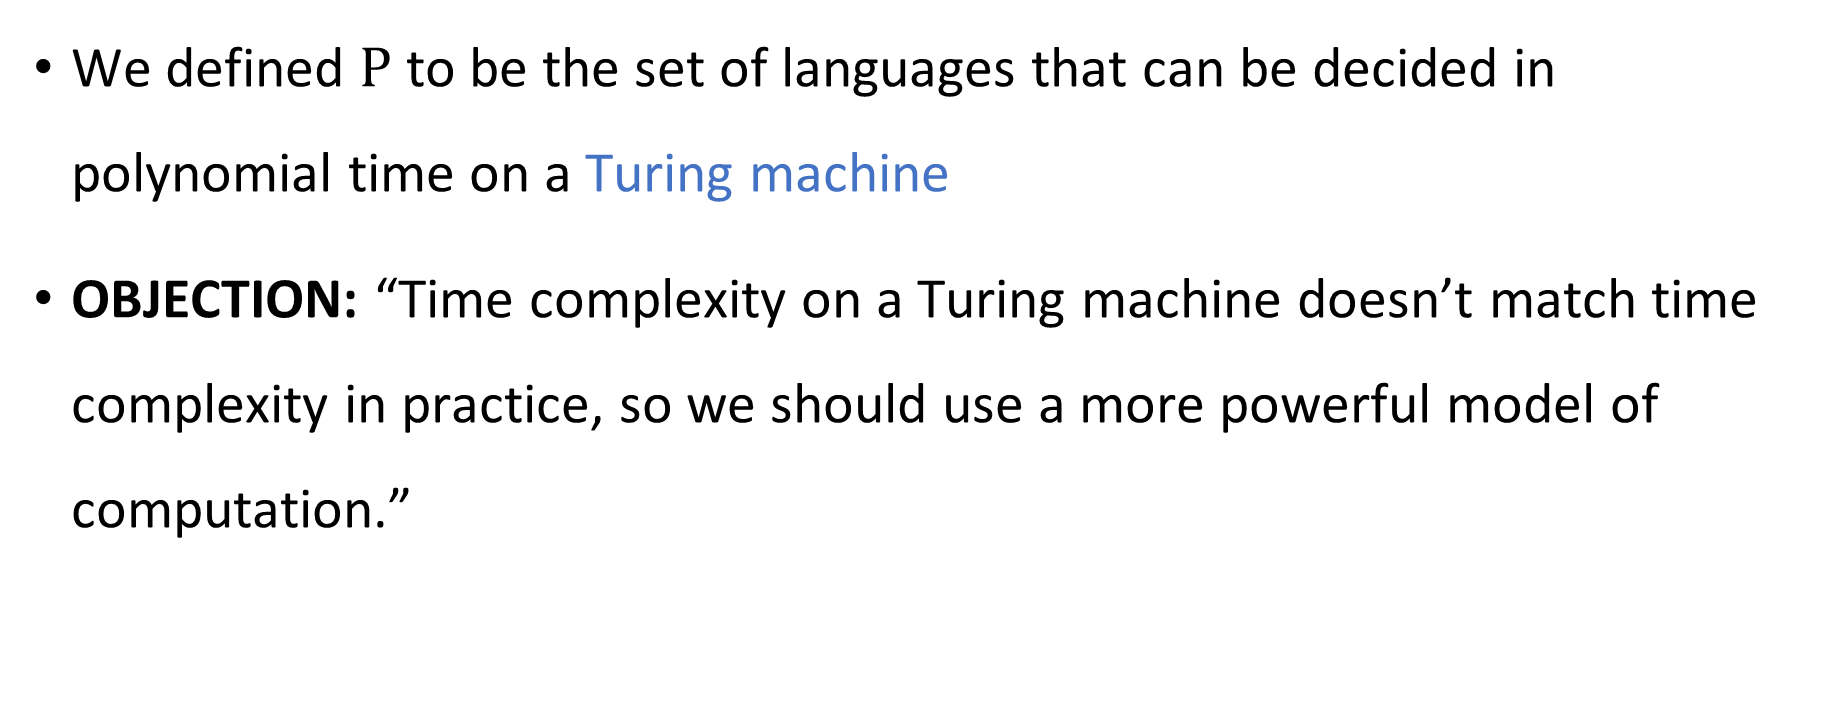 • We defined P to be the set of languages that can be decided in
polynomial time on a Turing machine
• OBJECTION: “Time complexity on a Turing machine doesn’t match time
complexity in practice, so we should use a more powerful model of
computation.”